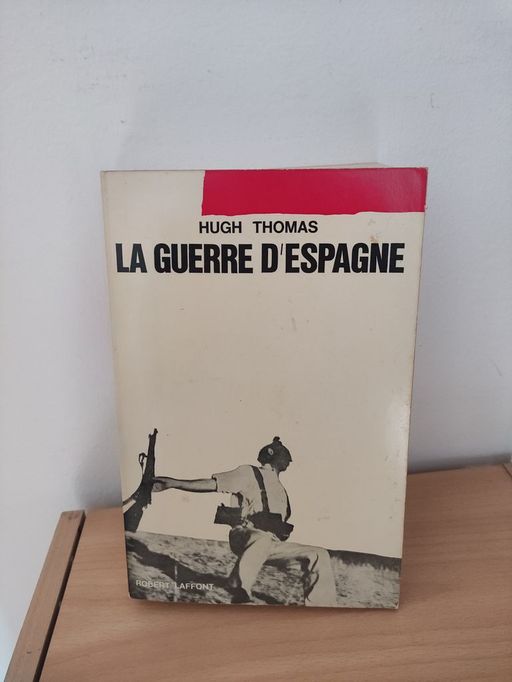 HUGH THOMAS
LA GUERRE D'ESPAGNE
ROBERT LAFFONT